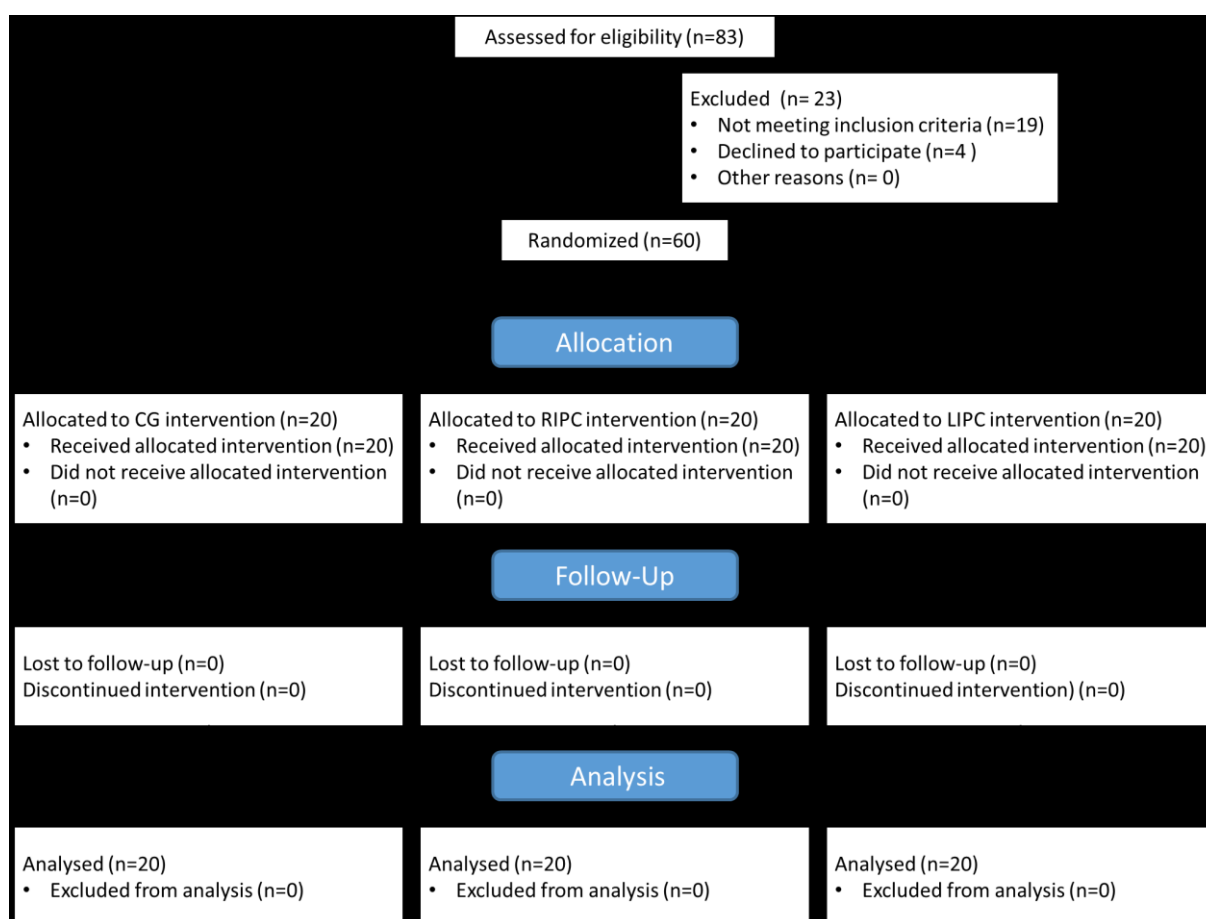 Assessed for eligibility (n=83)
Excluded  (n= 23)
• Not meeting inclusion criteria (n=19)
• Declined to participate (n=4 )
• Other reasons (n= 0)
Randomized (n=60)
Allocation
Allocated to CG intervention (n=20)
• Received allocated intervention (n=20)
• Did not receive allocated intervention
(n=0)
Allocated to RIPC intervention (n=20)
• Received allocated intervention (n=20)
• Did not receive allocated intervention
(n=0)
Allocated to LIPC intervention (n=20)
• Received allocated intervention (n=20)
• Did not receive allocated intervention
(n=0)
Follow-Up
Lost to follow-up (n=0)
Discontinued intervention (n=0)
Lost to follow-up (n=0)
Discontinued intervention (n=0)
Lost to follow-up (n=0)
Discontinued intervention) (n=0)
Analysis
Analysed (n=20)
• Excluded from analysis (n=0)
Analysed (n=20)
• Excluded from analysis (n=0)
Analysed (n=20)
• Excluded from analysis (n=0)